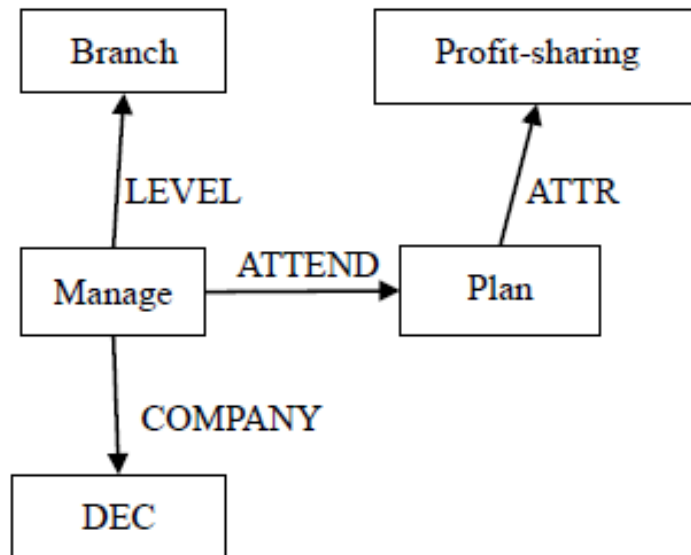 Branch
Profit-sharing
LEVEL
ATTR
Manage
ATTEND
Plan
COMPANY
DEC